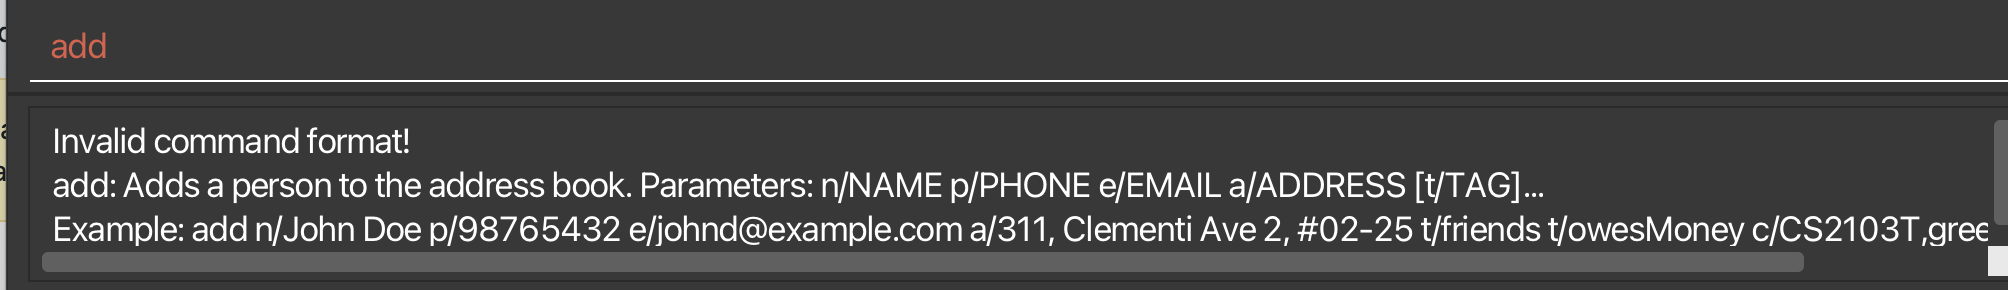 add
Invalid command format!
add: Adds a person to the address book. Parameters: n/NAME p/PHONE e/EMAIL a/ADDRESS [t/TAG]...
Example: add n/John Doe p/98765432 e/johnd@example.com a/311, Clementi Ave 2, #02-25 t/friends t/owesMoney c/CS2103T,gree